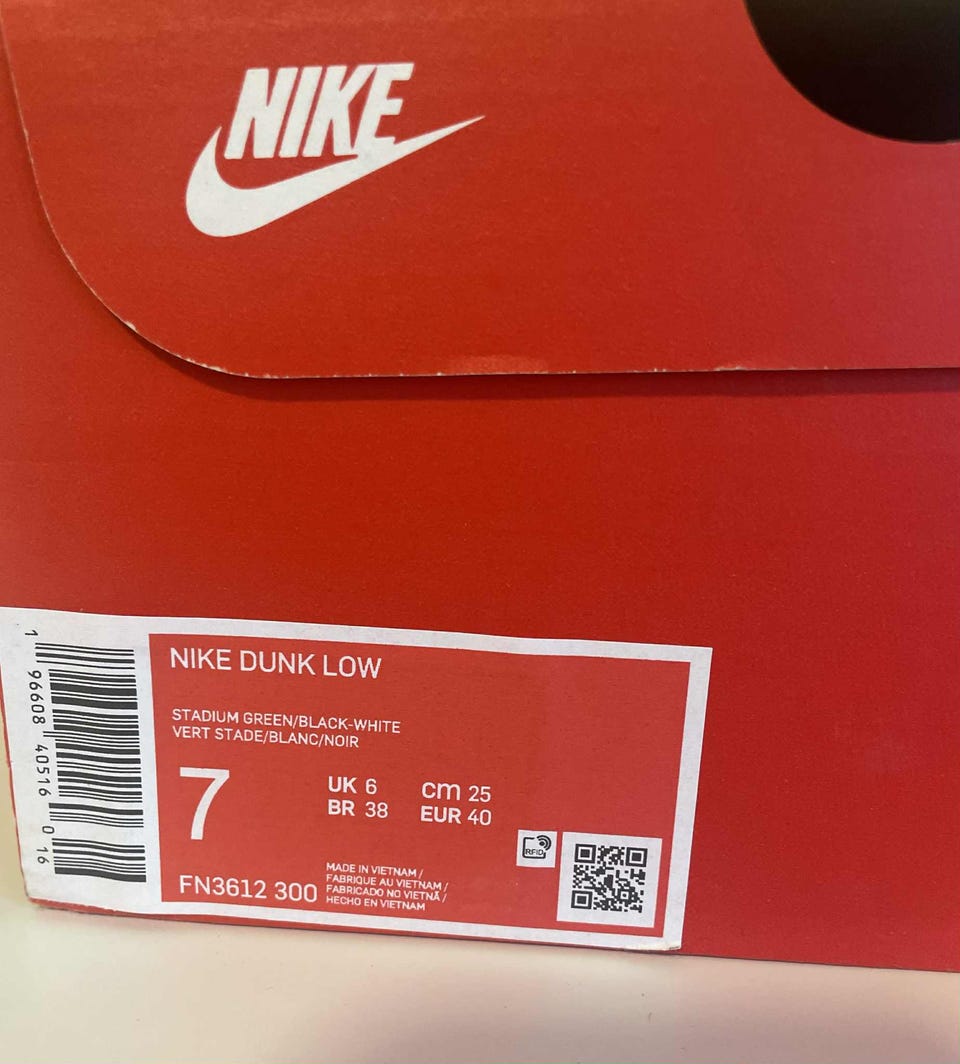 NIKE
NIKE DUNK LOW
STADIUM GREEN/BLACK-WHITE
VERT STADE/BLANC/NOIR
7
UK 6
cm 25
BR 38
EUR 40
RFID
FN3612 300
MADE IN VIETNAM /
FABRIQUE AU VIETNAM /
FABRICADO NO VIETNÃ /
HECHO EN VIETNAM
1 96608 40516 0 16